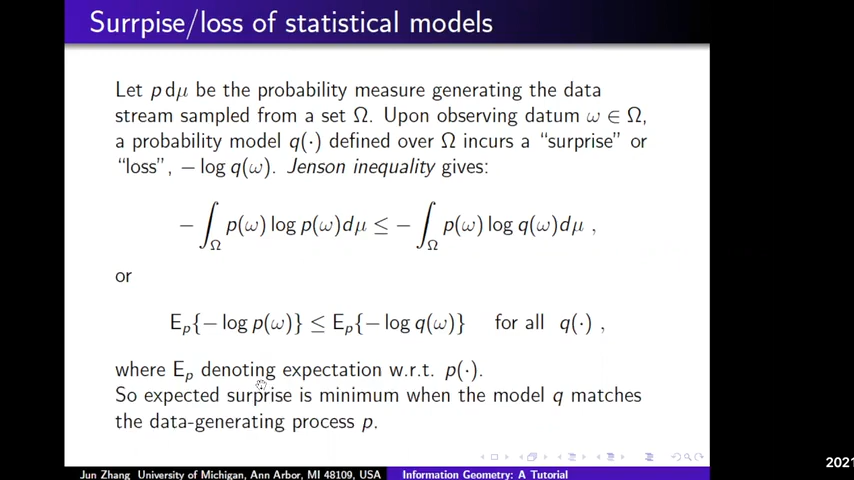 Surrpise/loss of statistical models
Let p dμ be the probability measure generating the data
stream sampled from a set Ω. Upon observing datum ω ∈ Ω,
a probability model q(·) defined over Ω incurs a “surprise” or
“loss”, − log q(ω). Jenson inequality gives:
− ∫_Ω p(ω) log p(ω)dμ ≤ − ∫_Ω p(ω) log q(ω)dμ ,
or
E_p{− log p(ω)} ≤ E_p{− log q(ω)} for all q(·) ,
where E_p denoting expectation w.r.t. p(·).
So expected surprise is minimum when the model q matches
the data-generating process p.
Jun Zhang University of Michigan, Ann Arbor, MI 48109, USA Information Geometry: A Tutorial
2021